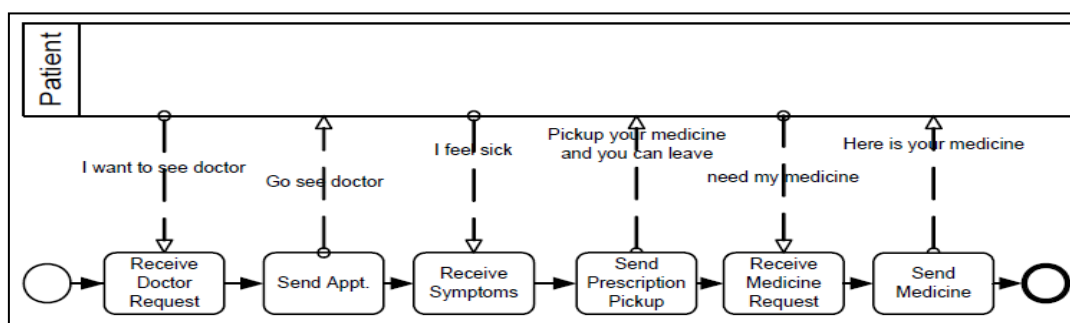 Patient
I want to see doctor
Go see doctor
I feel sick
Pickup your medicine
and you can leave
need my medicine
Here is your medicine
Receive
Doctor
Request
Send Appt.
Receive
Symptoms
Send
Prescription
Pickup
Receive
Medicine
Request
Send
Medicine